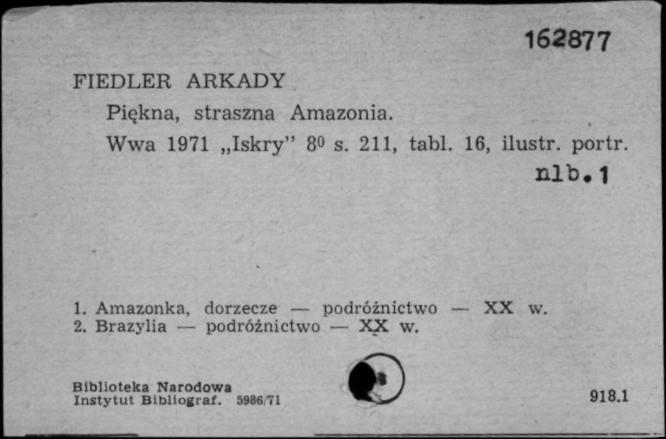 162877
FIEDLER ARKADY
Piękna, straszna Amazonia.
Wwa 1971 „Iskry” 8⁰ s. 211, tabl. 16, ilustr. portr.
nlb.1
1. Amazonka, dorzecze — podróżnictwo — XX w.
2. Brazylia — podróżnictwo — XX w.
Biblioteka Narodowa
Instytut Bibliograf. 5986/71
918.1